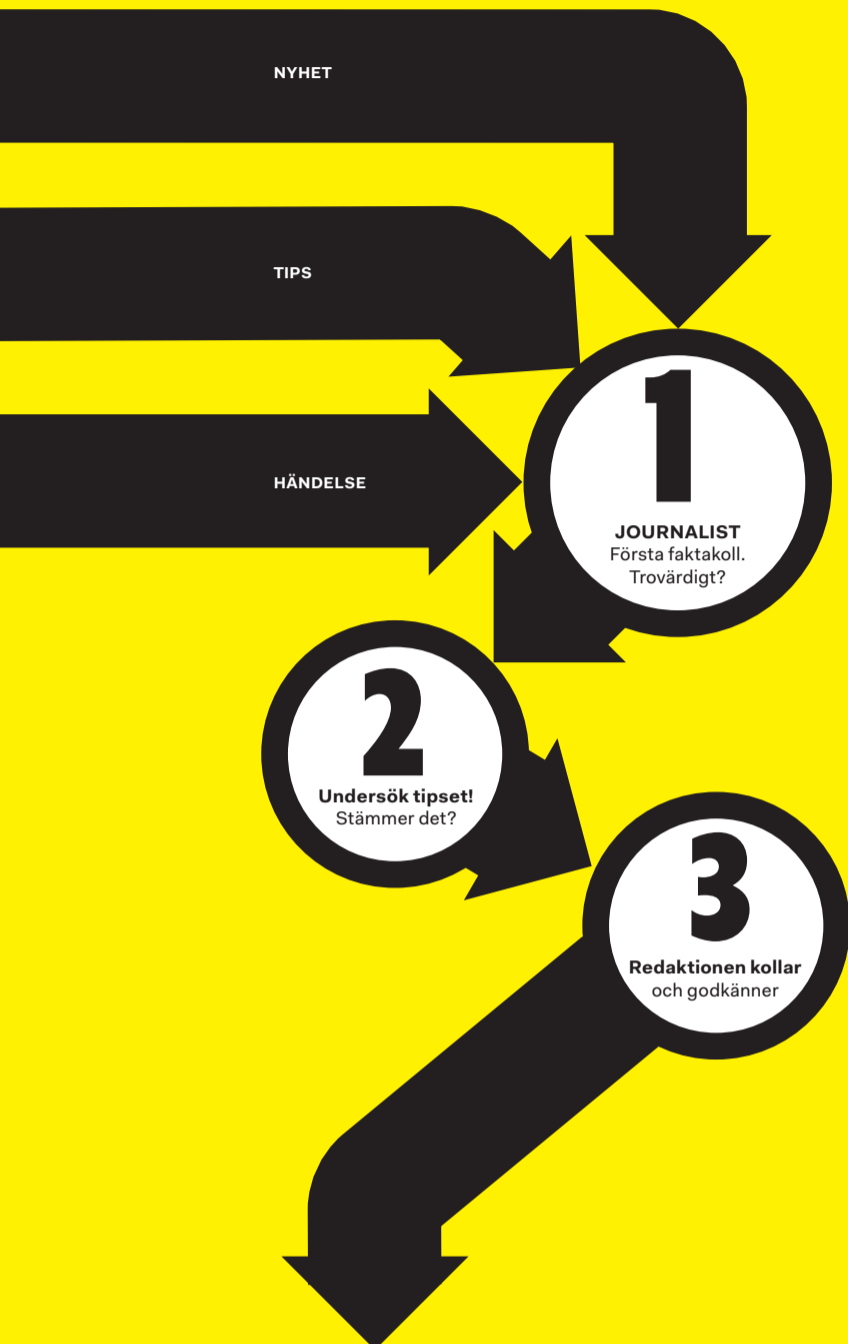 NYHET
TIPS
HÄNDELSE
1
JOURNALIST
Första faktakoll.
Trovärdigt?
2
Undersök tipset!
Stämmer det?
3
Redaktionen kollar
och godkänner